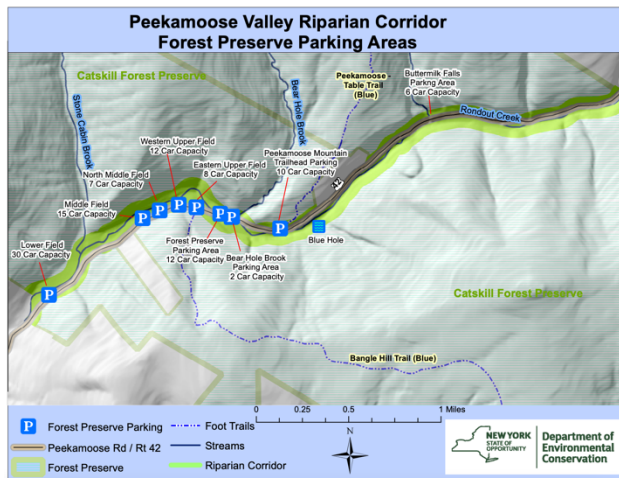 Peekamoose Valley Riparian Corridor
Forest Preserve Parking Areas
Catskill Forest Preserve
Stone Cabin Brook
Bear Hole Brook
Peekamoose -
Table Trail
(Blue)
Buttermilk Falls
Parkng Area
6 Car Capacity
Rondout Creek
Western Upper Field
12 Car Capacity
Eastern Upper Field
8 Car Capacity
Peekamoose Mountain
Trailhead Parking
10 Car Capacity
North Middle Field
7 Car Capacity
Middle Field
15 Car Capacity
Lower Field
30 Car Capacity
P
P
P
P
P
P
P
P
42
Forest Preserve
Parking Area
12 Car Capacity
Bear Hole Brook
Parking Area
2 Car Capacity
Blue Hole
Catskill Forest Preserve
Bangle Hill Trail (Blue)
P Forest Preserve Parking
Peekamoose Rd / Rt 42
Forest Preserve
Foot Trails
Streams
Riparian Corridor
0 0.25 0.5 1 Miles
N
NEW YORK
STATE OF
OPPORTUNITY
Department of
Environmental
Conservation